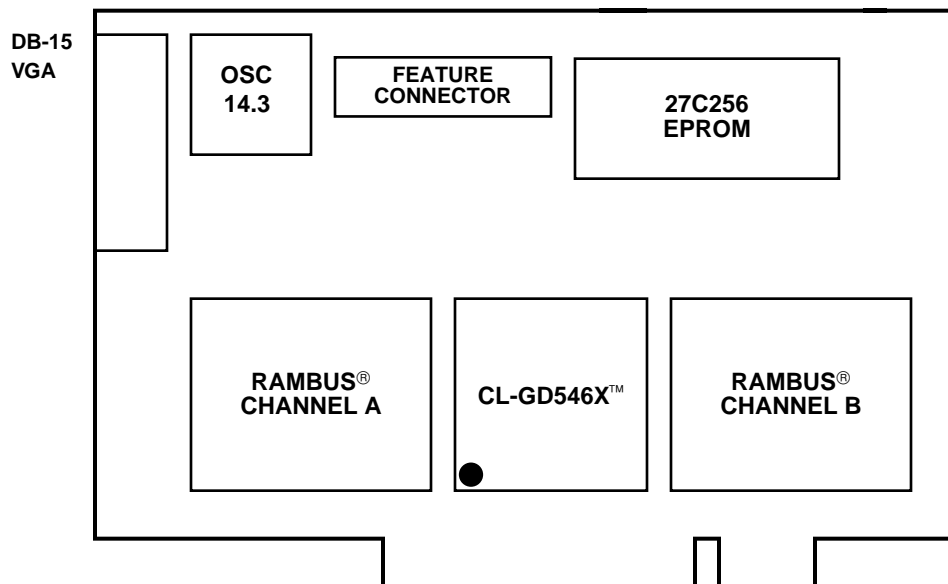 DB-15
VGA
OSC
14.3
FEATURE
CONNECTOR
27C256
EPROM
RAMBUS®
CHANNEL A
CL-GD546X™
RAMBUS®
CHANNEL B